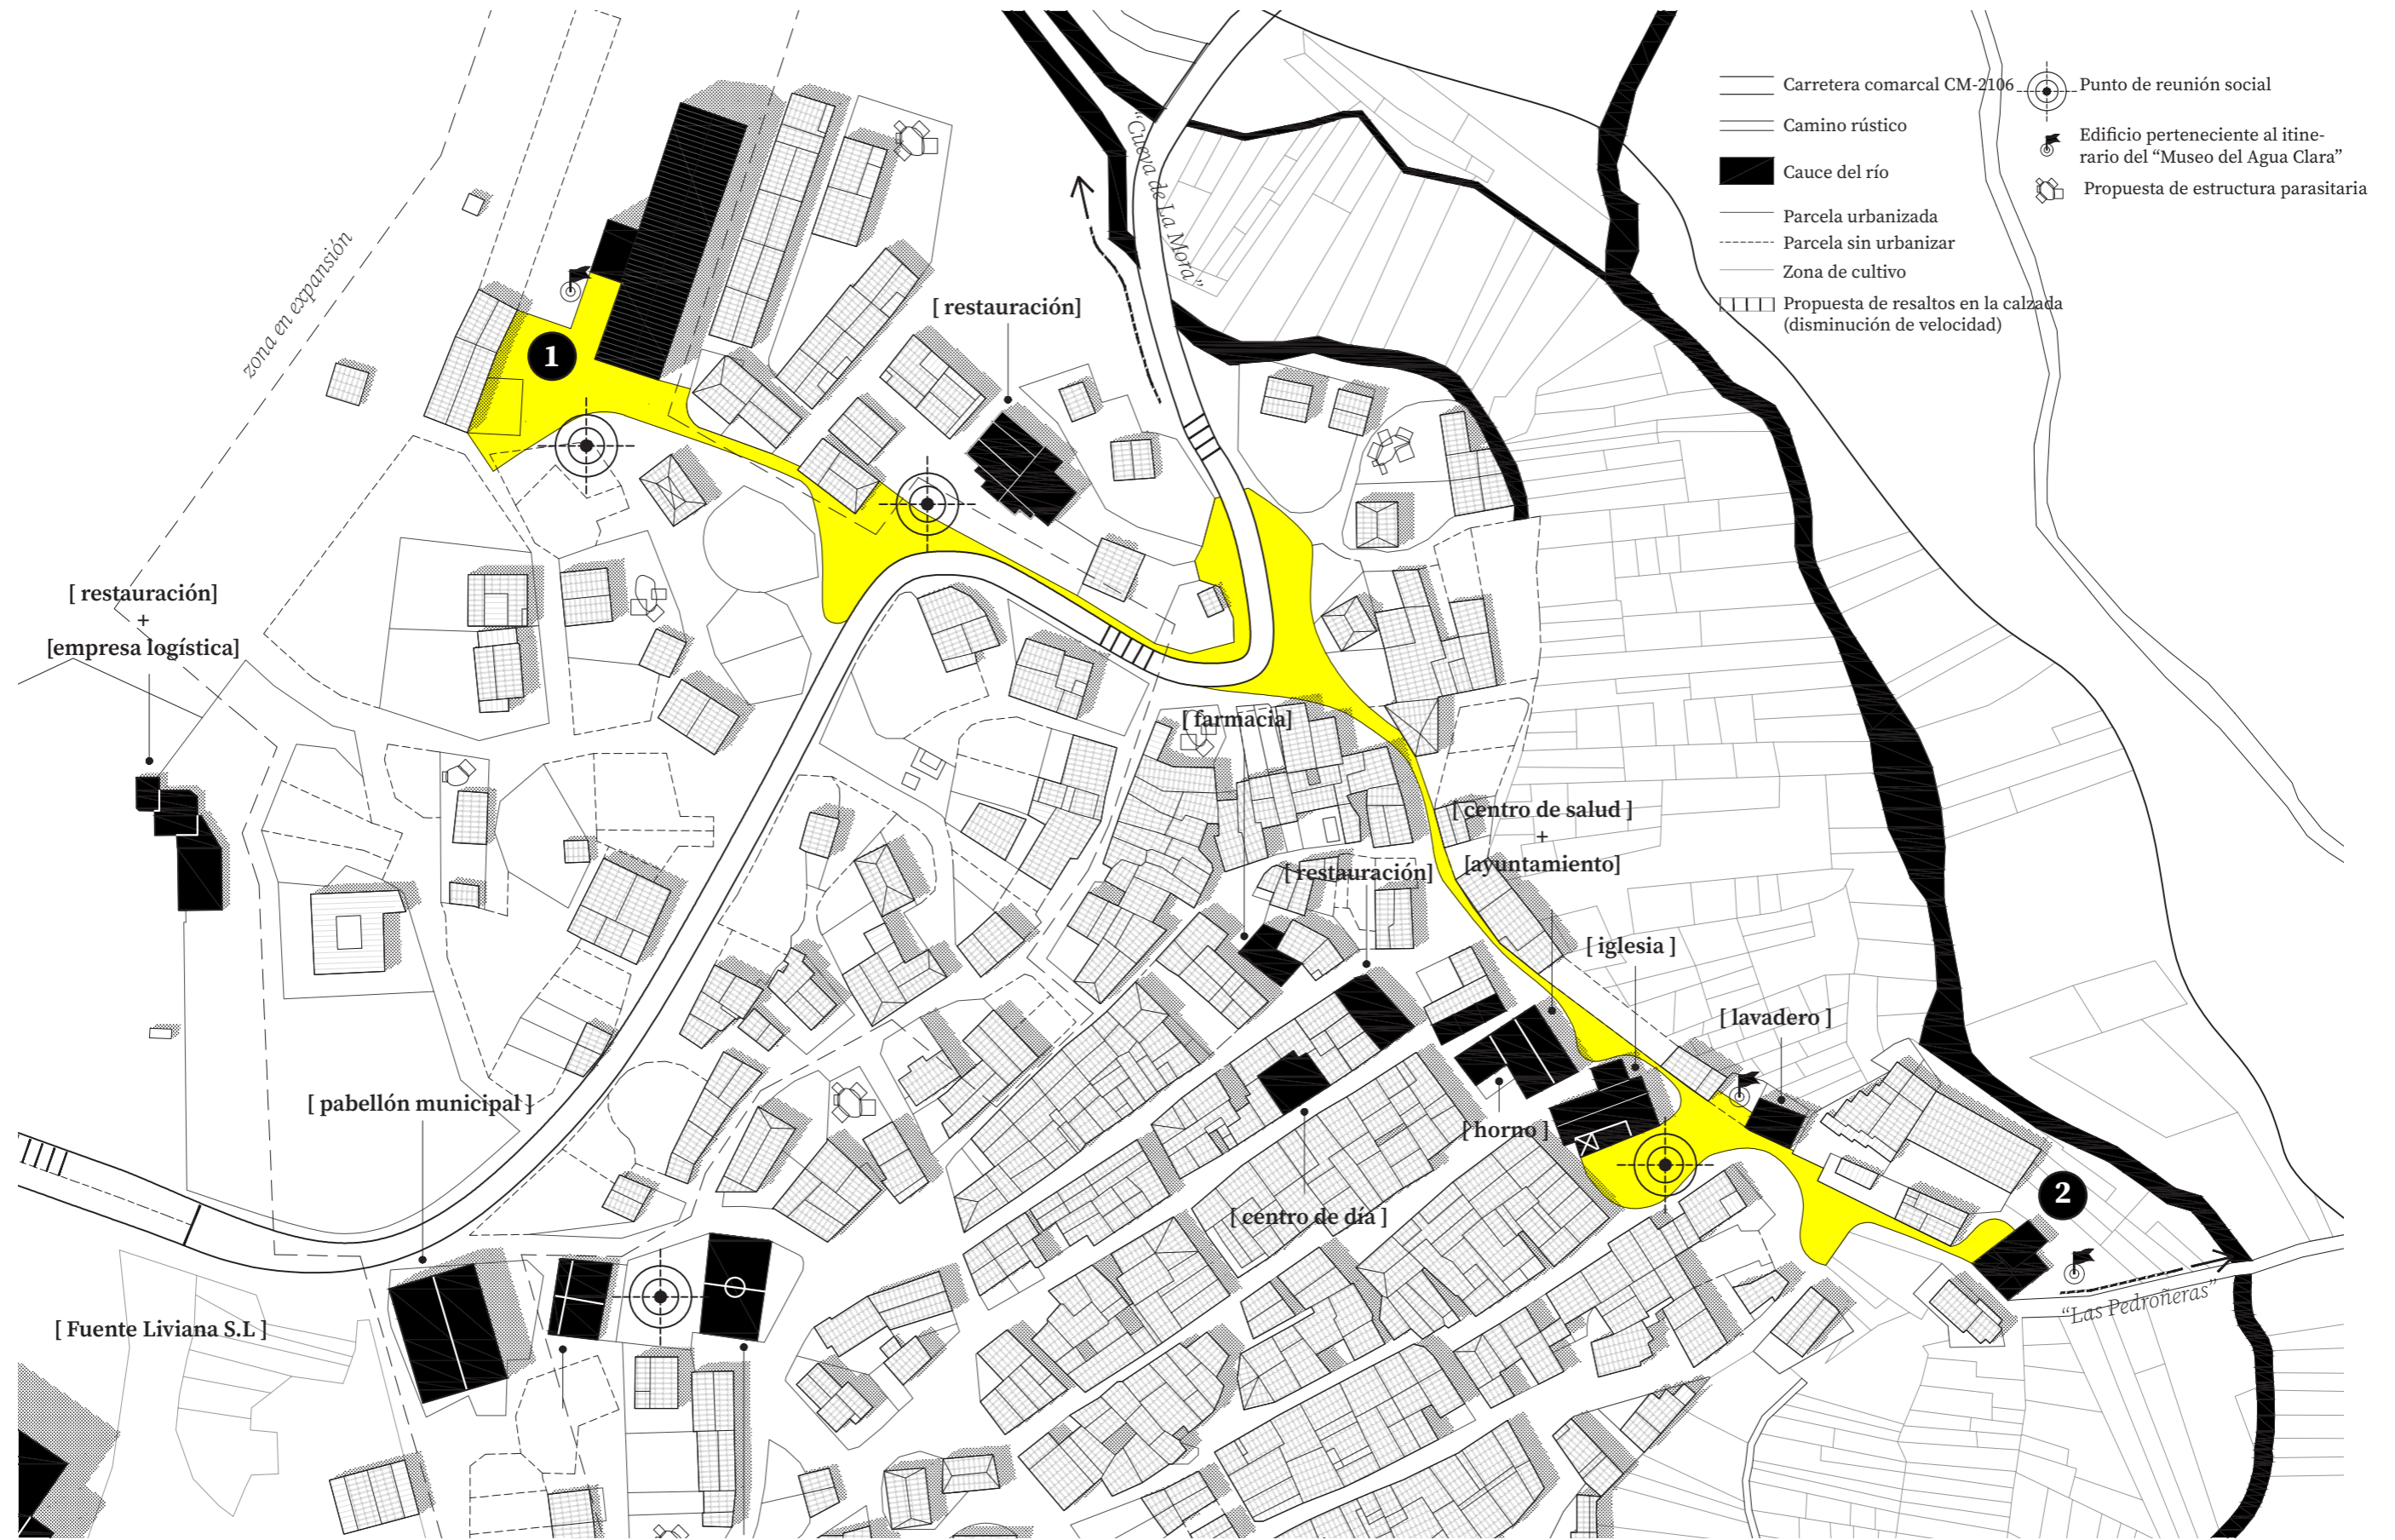 Carretera comarcal CM-2106
Camino rústico
Cauce del río
Parcela urbanizada
Parcela sin urbanizar
Zona de cultivo
Propuesta de resaltos en la calzada
(disminución de velocidad)
Punto de reunión social
Edificio perteneciente al itine-
rario del “Museo del Agua Clara”
Propuesta de estructura parasitaria
“Cueva de La Mora”
zona en expansión
[ restauración]
1
[ restauración]
+
[empresa logística]
[ farmacia]
[ centro de salud ]
+
[ayuntamiento]
[ restauración]
[ iglesia ]
[ lavadero ]
[ pabellón municipal ]
[ horno ]
[ centro de día ]
2
“Las Pedroñeras”
[ Fuente Liviana S.L ]